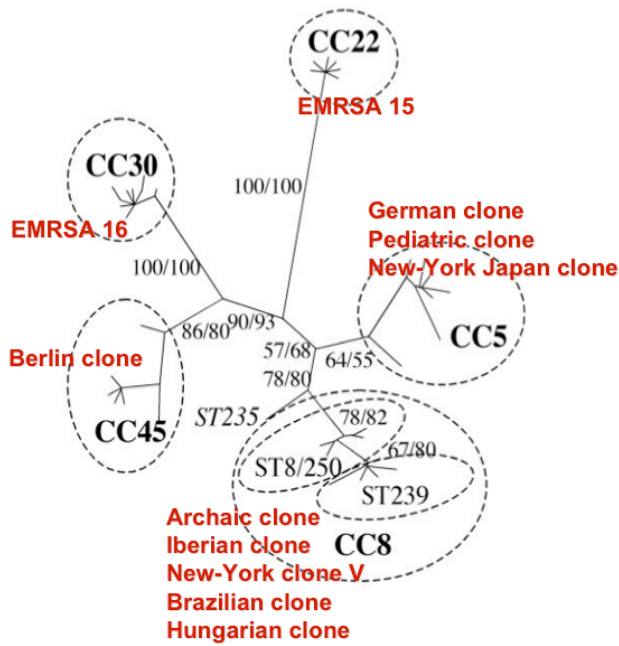 CC22
EMRSA 15
CC30
100/100
EMRSA 16
German clone
Pediatric clone
New-York Japan clone
100/100
86/80
90/93
57/68
64/55
CC5
Berlin clone
78/80
CC45
ST235
78/82
67/80
ST8/250
ST239
CC8
Archaic clone
Iberian clone
New-York clone V
Brazilian clone
Hungarian clone